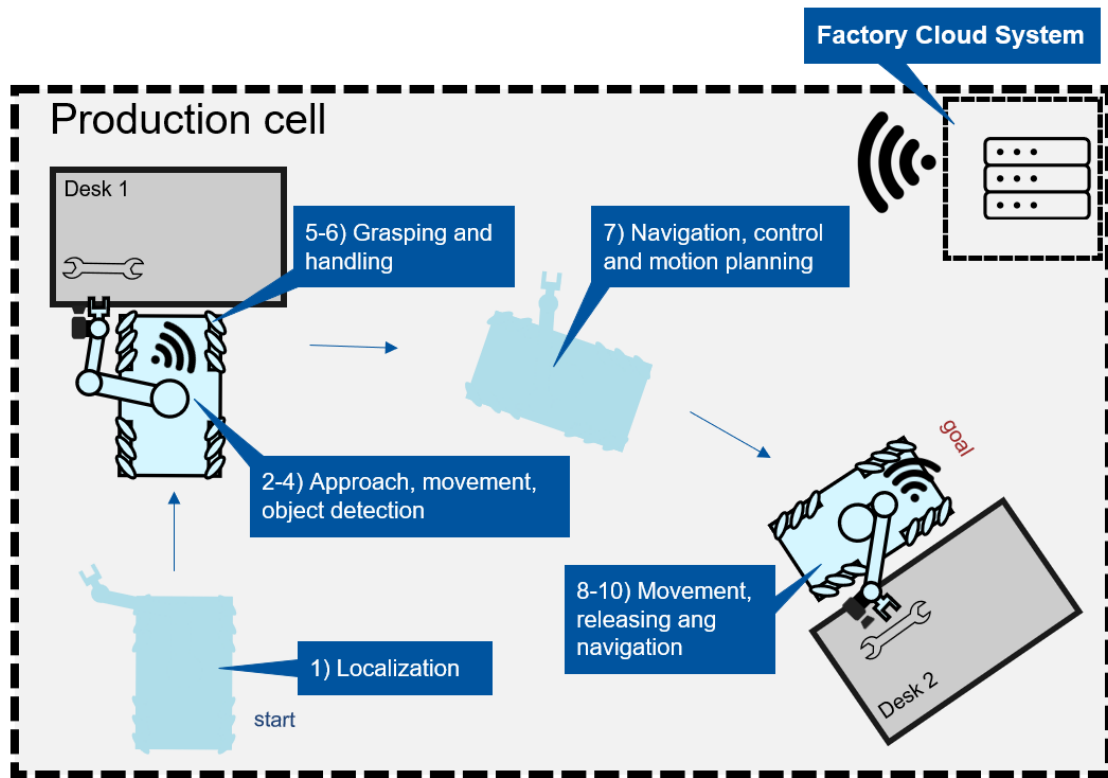 Factory Cloud System
Production cell
Desk 1
5-6) Grasping and
handling
7) Navigation, control
and motion planning
2-4) Approach, movement,
object detection
goal
8-10) Movement,
releasing ang
navigation
1) Localization
start
Desk 2